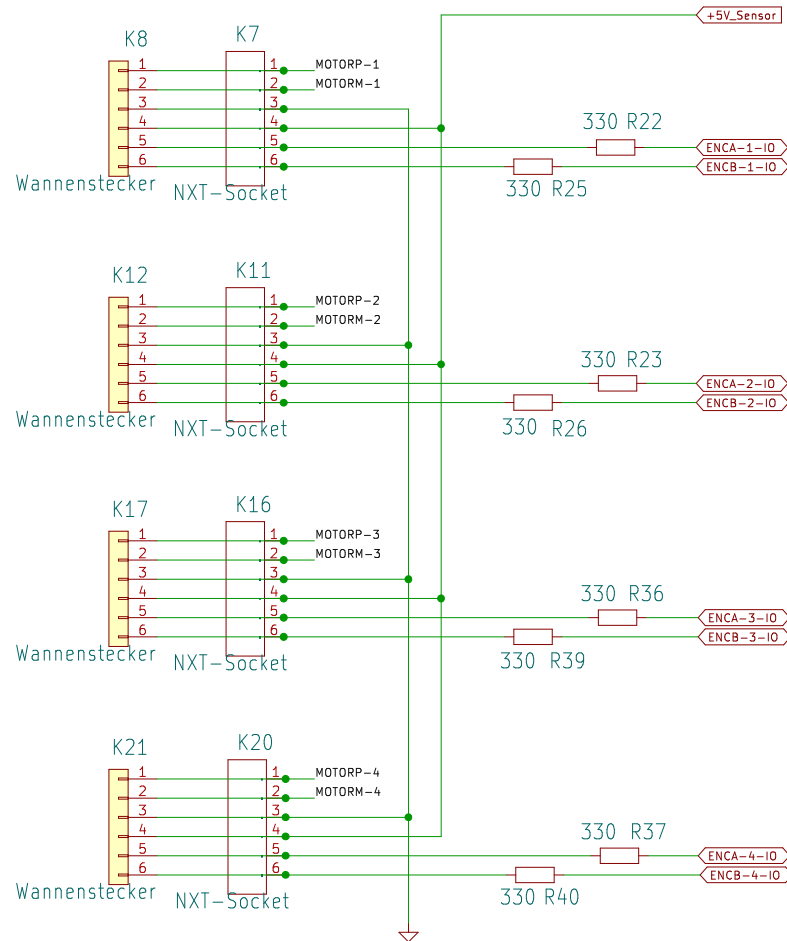 +5V_Sensor
K8 K7
1 1 MOTORP-1
2 2 MOTORM-1
3 3
4 4 330 R22
5 5 ENCA-1-IO
6 6 ENCB-1-IO
Wannenstecker NXT-Socket 330 R25
K12 K11
1 1 MOTORP-2
2 2 MOTORM-2
3 3
4 4 330 R23
5 5 ENCA-2-IO
6 6 ENCB-2-IO
Wannenstecker NXT-Socket 330 R26
K17 K16
1 1 MOTORP-3
2 2 MOTORM-3
3 3
4 4 330 R36
5 5 ENCA-3-IO
6 6 ENCB-3-IO
Wannenstecker NXT-Socket 330 R39
K21 K20
1 1 MOTORP-4
2 2 MOTORM-4
3 3
4 4 330 R37
5 5 ENCA-4-IO
6 6 ENCB-4-IO
Wannenstecker NXT-Socket 330 R40